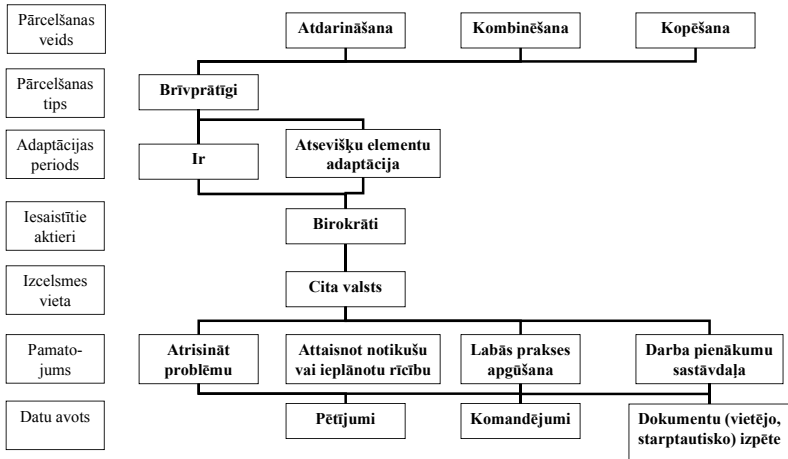 Pārcelšanas
veids
Atdarināšana
Kombinēšana
Kopēšana
Pārcelšanas
tips
Brīvprātīgi
Adaptācijas
periods
Ir
Atsevišķu elementu
adaptācija
Iesaistītie
aktieri
Birokrāti
Izcelsmes
vieta
Cita valsts
Pamato-
jums
Atrisināt
problēmu
Attaisnot notikušu
vai ieplānotu rīcību
Labās prakses
apgūšana
Darba pienākumu
sastāvdaļa
Datu avots
Pētījumi
Komandējumi
Dokumentu (vietējo,
starptautisko) izpēte